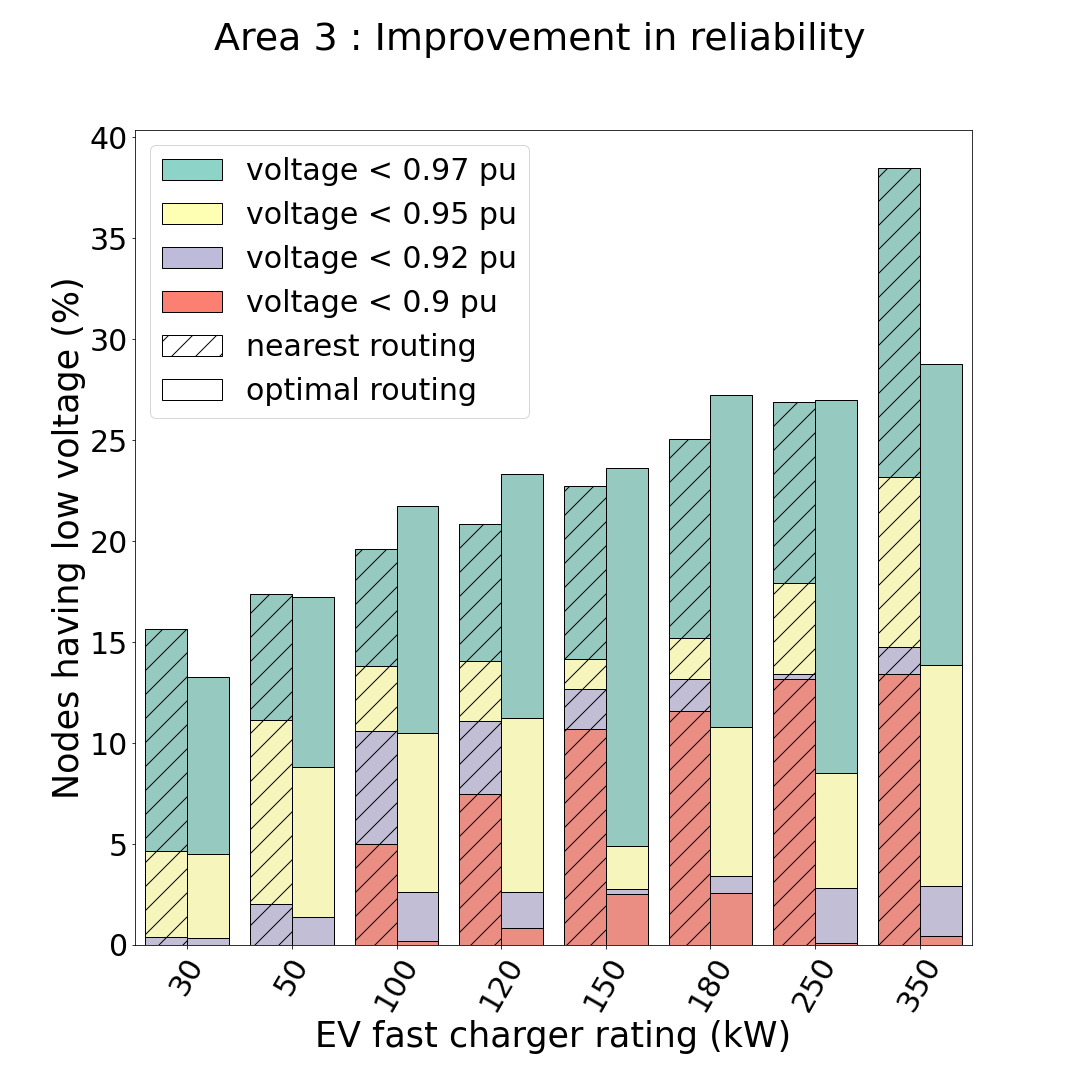 Area 3 : Improvement in reliability
Nodes having low voltage (%)
40
35
30
25
20
15
10
5
0
voltage < 0.97 pu
voltage < 0.95 pu
voltage < 0.92 pu
voltage < 0.9 pu
nearest routing
optimal routing
30 50 100 120 150 180 250 350
EV fast charger rating (kW)